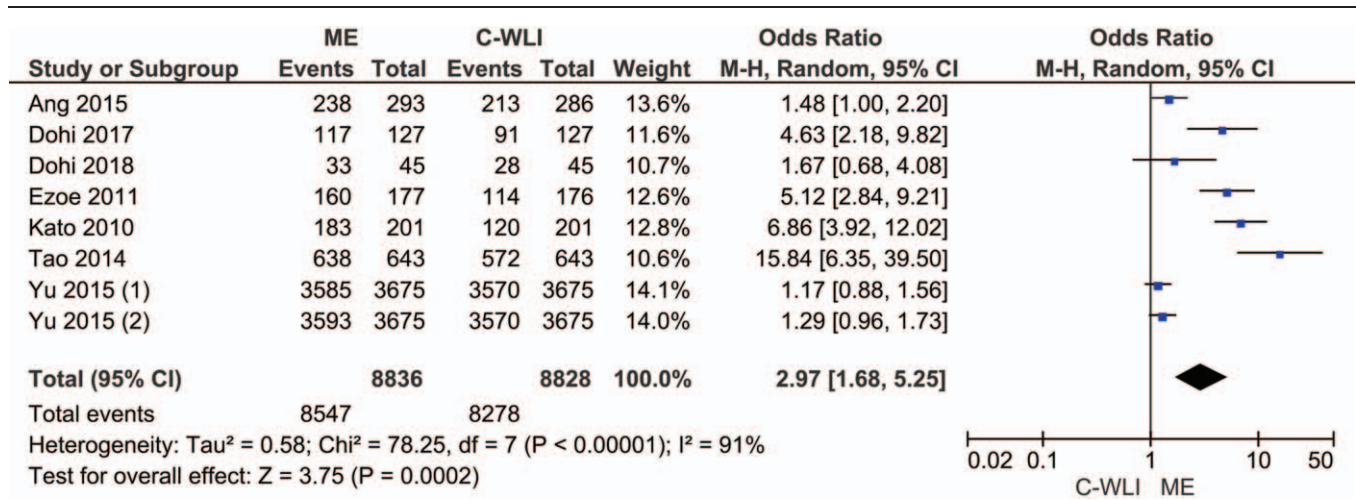 ME C-WLI Odds Ratio Odds Ratio
Study or Subgroup Events Total Events Total Weight M-H, Random, 95% CI M-H, Random, 95% CI
Ang 2015 238 293 213 286 13.6% 1.48 [1.00, 2.20]
Dohi 2017 117 127 91 127 11.6% 4.63 [2.18, 9.82]
Dohi 2018 33 45 28 45 10.7% 1.67 [0.68, 4.08]
Ezoe 2011 160 177 114 176 12.6% 5.12 [2.84, 9.21]
Kato 2010 183 201 120 201 12.8% 6.86 [3.92, 12.02]
Tao 2014 638 643 572 643 10.6% 15.84 [6.35, 39.50]
Yu 2015 (1) 3585 3675 3570 3675 14.1% 1.17 [0.88, 1.56]
Yu 2015 (2) 3593 3675 3570 3675 14.0% 1.29 [0.96, 1.73]
Total (95% CI) 8836 8828 100.0% 2.97 [1.68, 5.25]
Total events 8547 8278
Heterogeneity: Tau² = 0.58; Chi² = 78.25, df = 7 (P < 0.00001); I² = 91%
Test for overall effect: Z = 3.75 (P = 0.0002)
0.02 0.1 1 10 50
C-WLI ME